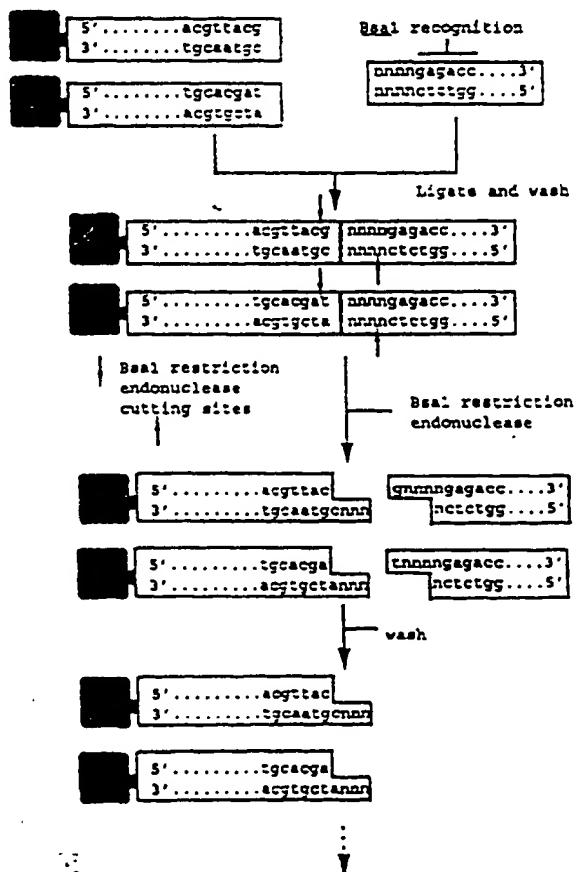 5'........acgttacg
3'........tgcaatgc
BsaI recognition
nnnngagacc....3'
nnnnctctgg....5'
5'........tgcacgat
3'........acgtgcta
Ligate and wash
5'..........acgttacg nnnngagacc....3'
3'..........tgcaatgc nnnnctctgg....5'
5'..........tgcacgat nnnngagacc....3'
3'..........acgtgcta nnnnctctgg....5'
BsaI restriction
endonuclease
cutting sites
BsaI restriction
endonuclease
5'.........acgttac gnnnngagacc....3'
3'.........tgcaatgcnnn nctctgg....5'
5'.........tgcacga tnnnngagacc....3'
3'.........acgtgctannn nctctgg....5'
wash
5'.........acgttac
3'.........tgcaatgcnnn
5'.........tgcacga
3'.........acgtgctannn